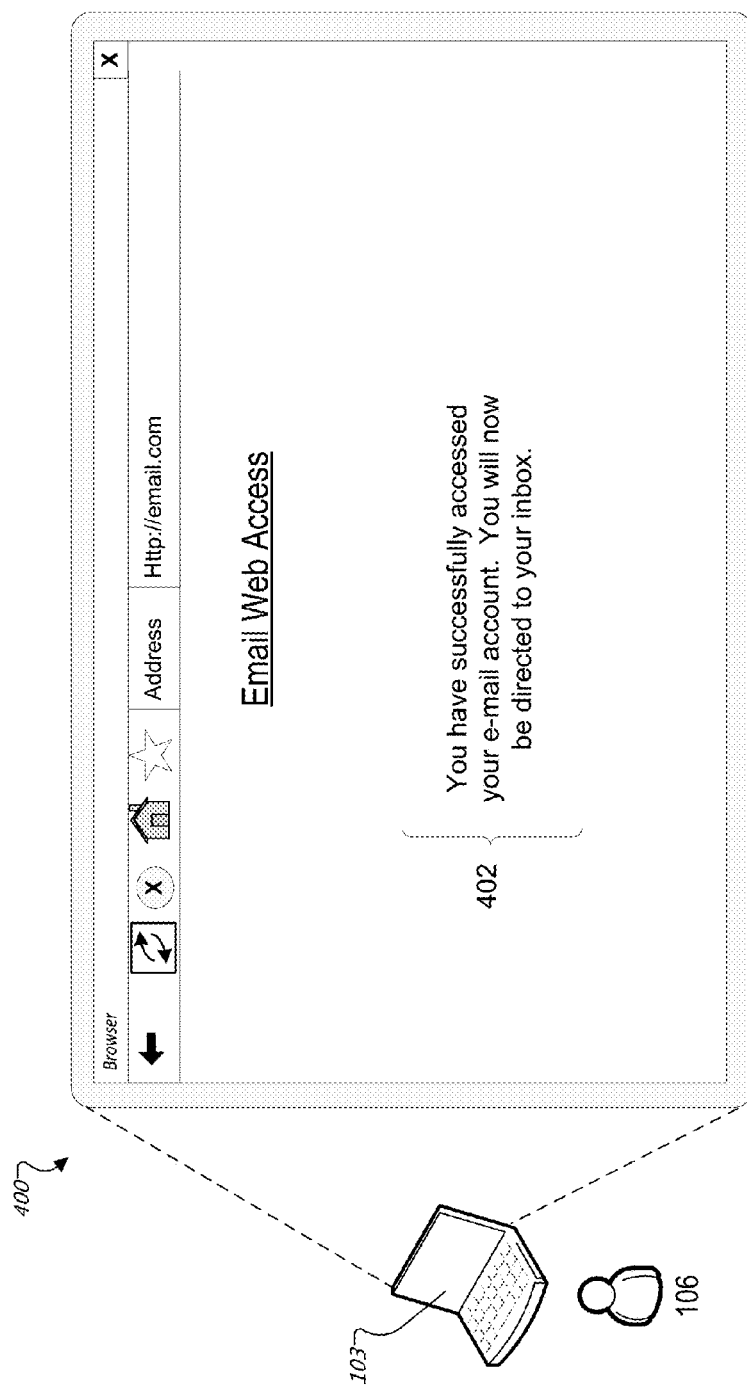 400
Browser
X
X
Address
Http://email.com
Email Web Access
You have successfully accessed
your e-mail account. You will now
be directed to your inbox.
402
103
106